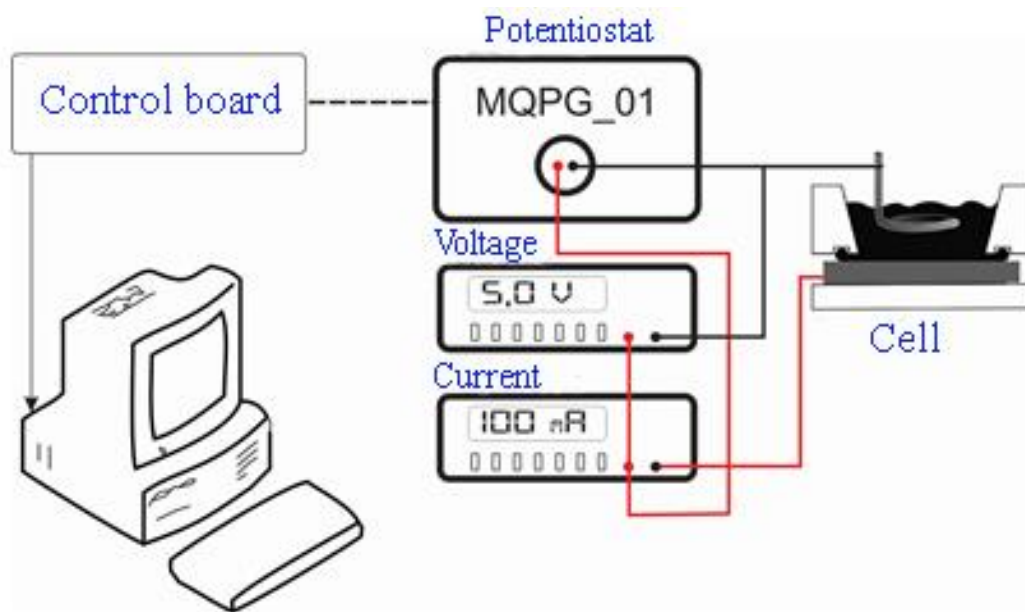 Potentiostat
Control board
MQPG_01
Voltage
5,0 V
Current
100 mA
Cell